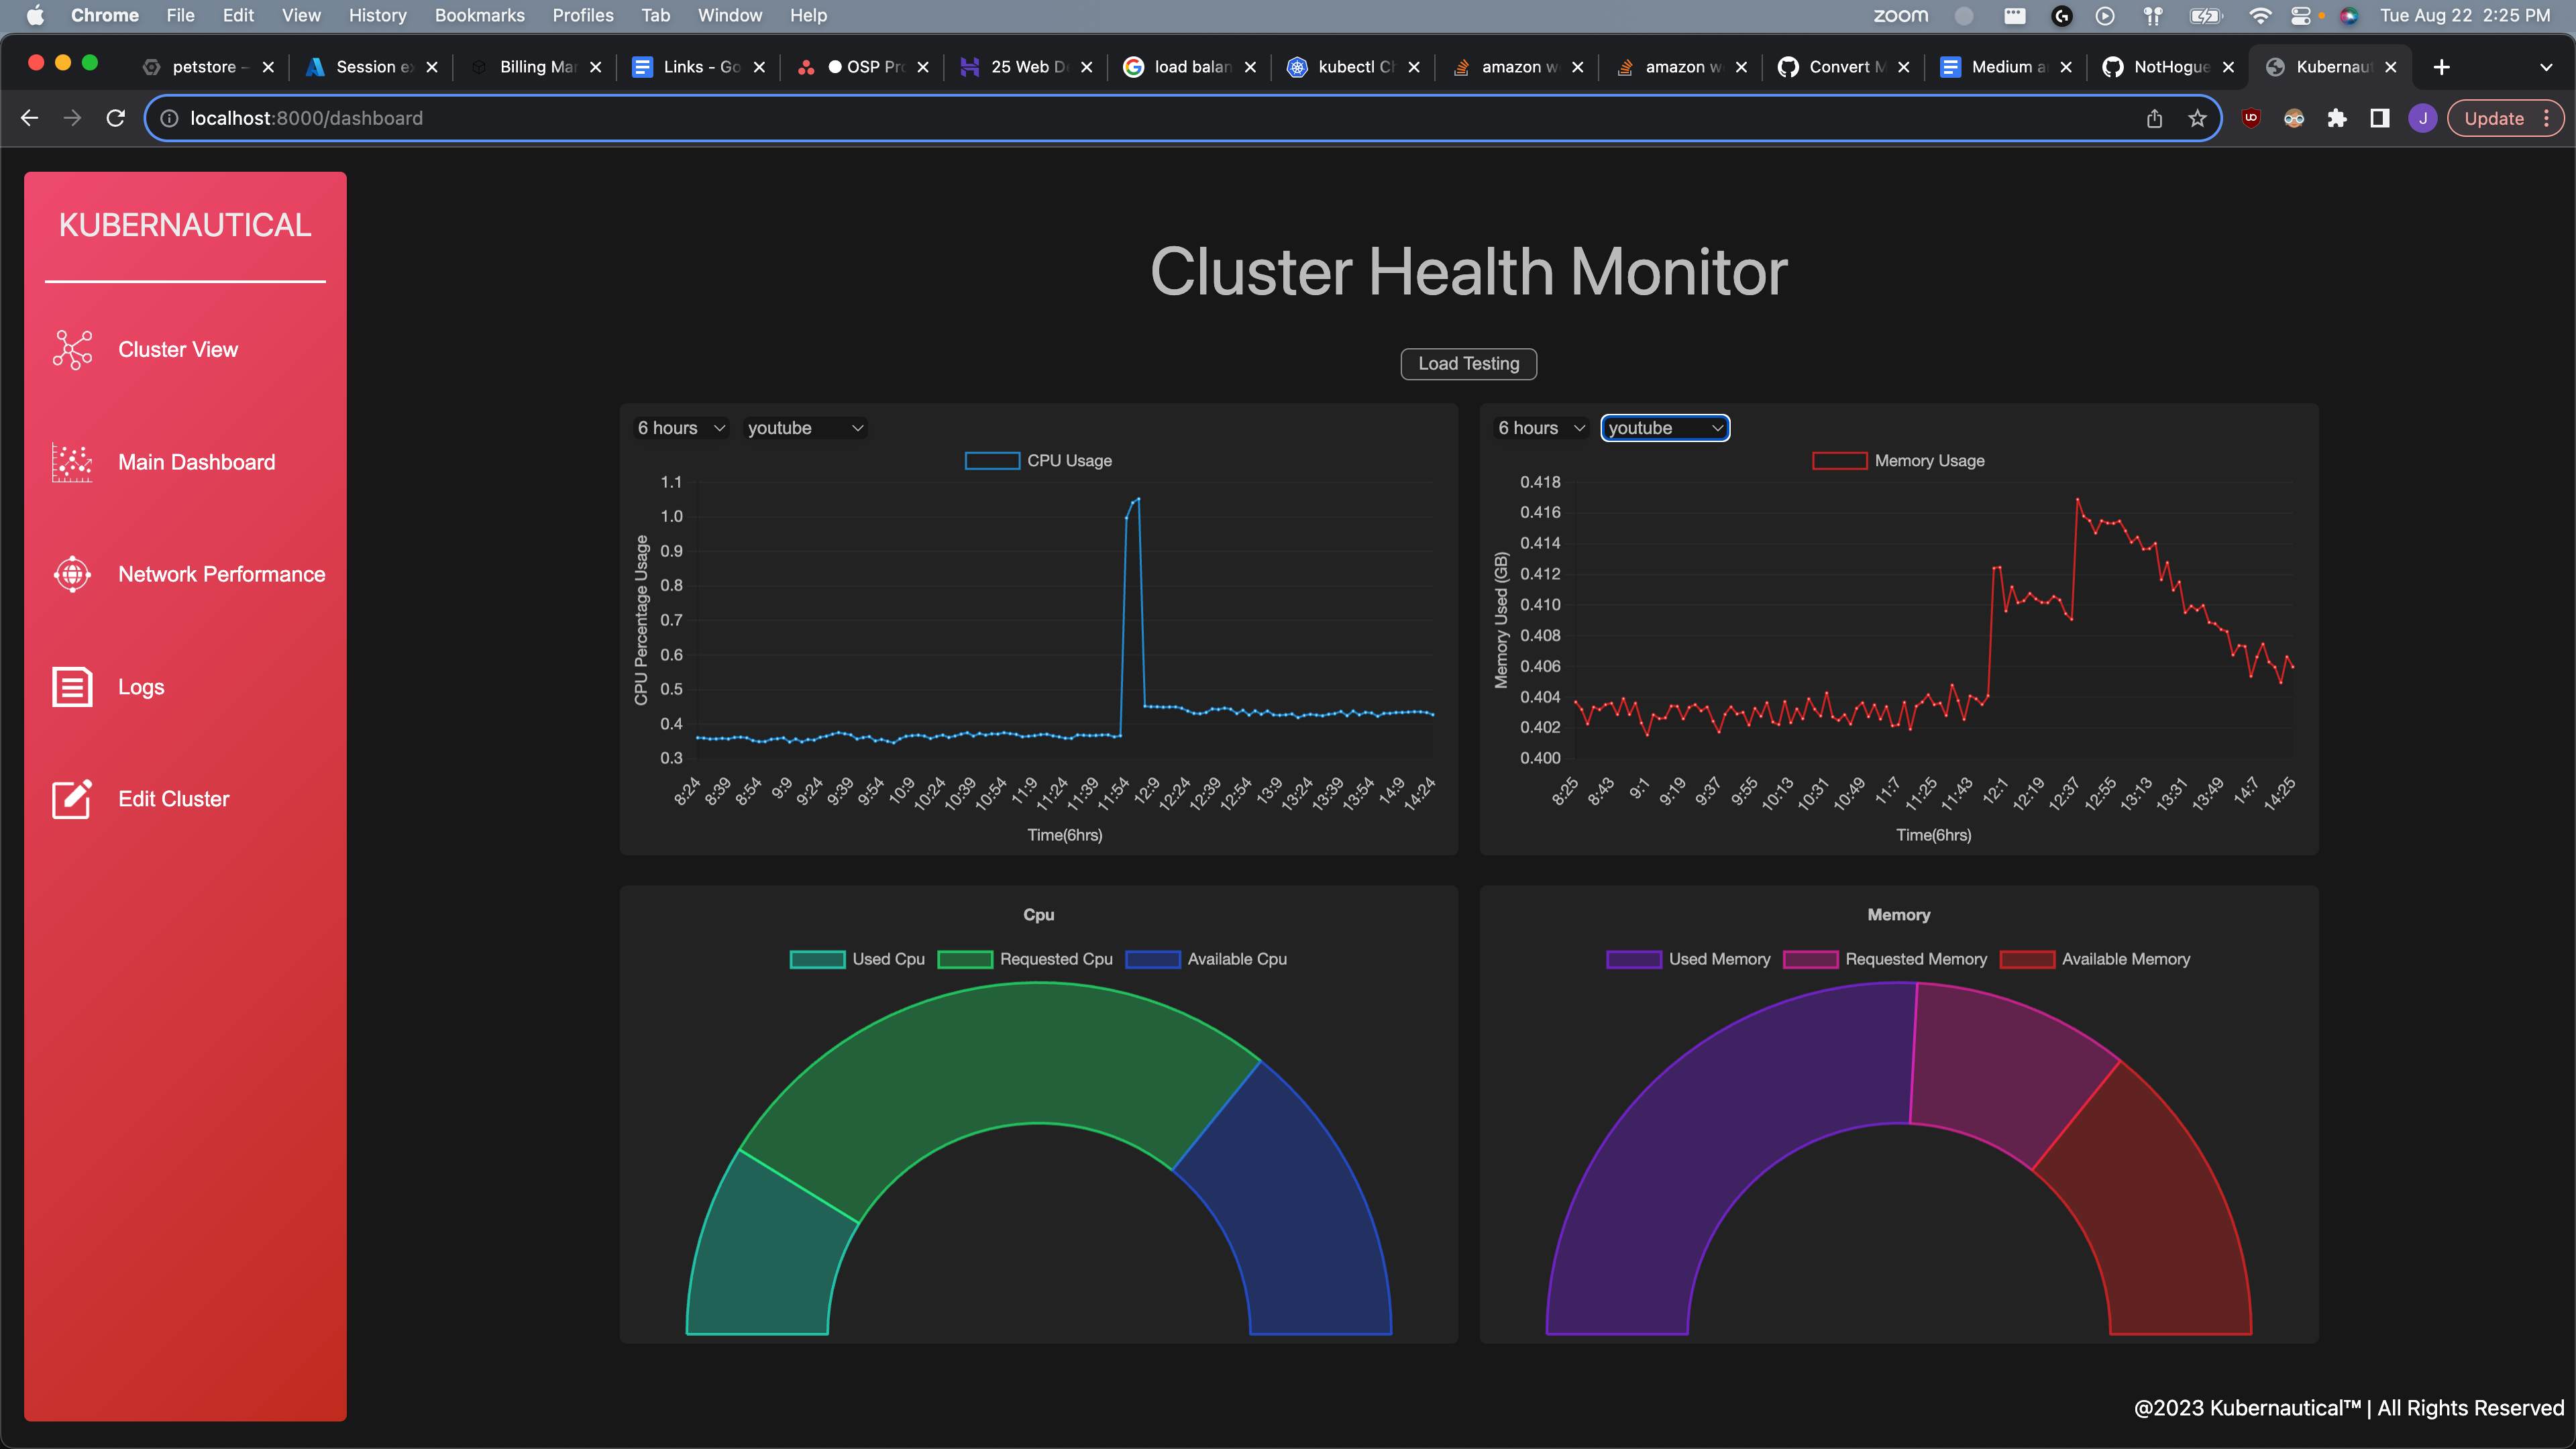 Chrome File Edit View History Bookmarks Profiles Tab Window Help zoom Tue Aug 22 2:25 PM
petstore – Session Billing Links - Go OSP 25 Web load balan kubectl amazon amazon Convert Medium NotHogue Kubernaut
localhost:8000/dashboard J Update
KUBERNAUTICAL
Cluster View
Main Dashboard
Network Performance
Logs
Edit Cluster
Cluster Health Monitor
Load Testing
6 hours youtube
CPU Usage
CPU Percentage Usage
1.1
1.0
0.9
0.8
0.7
0.6
0.5
0.4
0.3
8:24 8:39 8:54 9:9 9:24 9:39 9:54 10:9 10:24 10:39 10:54 11:9 11:24 11:39 11:54 12:9 12:24 12:39 12:54 13:9 13:24 13:39 13:54 14:9 14:24
Time(6hrs)
6 hours youtube
Memory Usage
Memory Used (GB)
0.418
0.416
0.414
0.412
0.410
0.408
0.406
0.404
0.402
0.400
8:25 8:43 9:1 9:19 9:37 9:55 10:13 10:31 10:49 11:7 11:25 11:43 12:1 12:19 12:37 12:55 13:13 13:31 13:49 14:7 14:25
Time(6hrs)
Cpu
Used Cpu Requested Cpu Available Cpu
Memory
Used Memory Requested Memory Available Memory
@2023 Kubernautical™ | All Rights Reserved